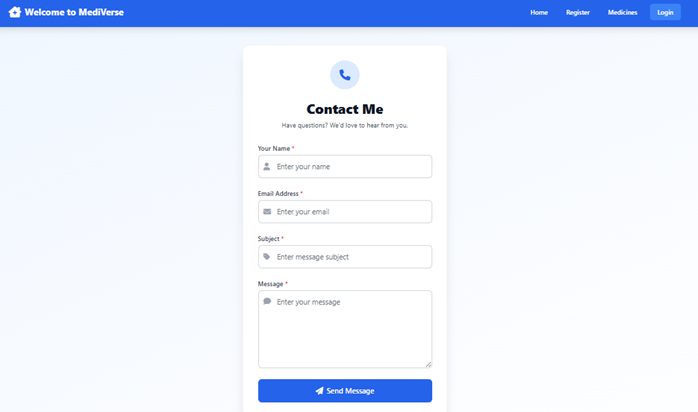 Welcome to MediVerse
Home Register Medicines Login
Contact Me
Have questions? We'd love to hear from you.
Your Name *
Enter your name
Email Address *
Enter your email
Subject *
Enter message subject
Message *
Enter your message
Send Message